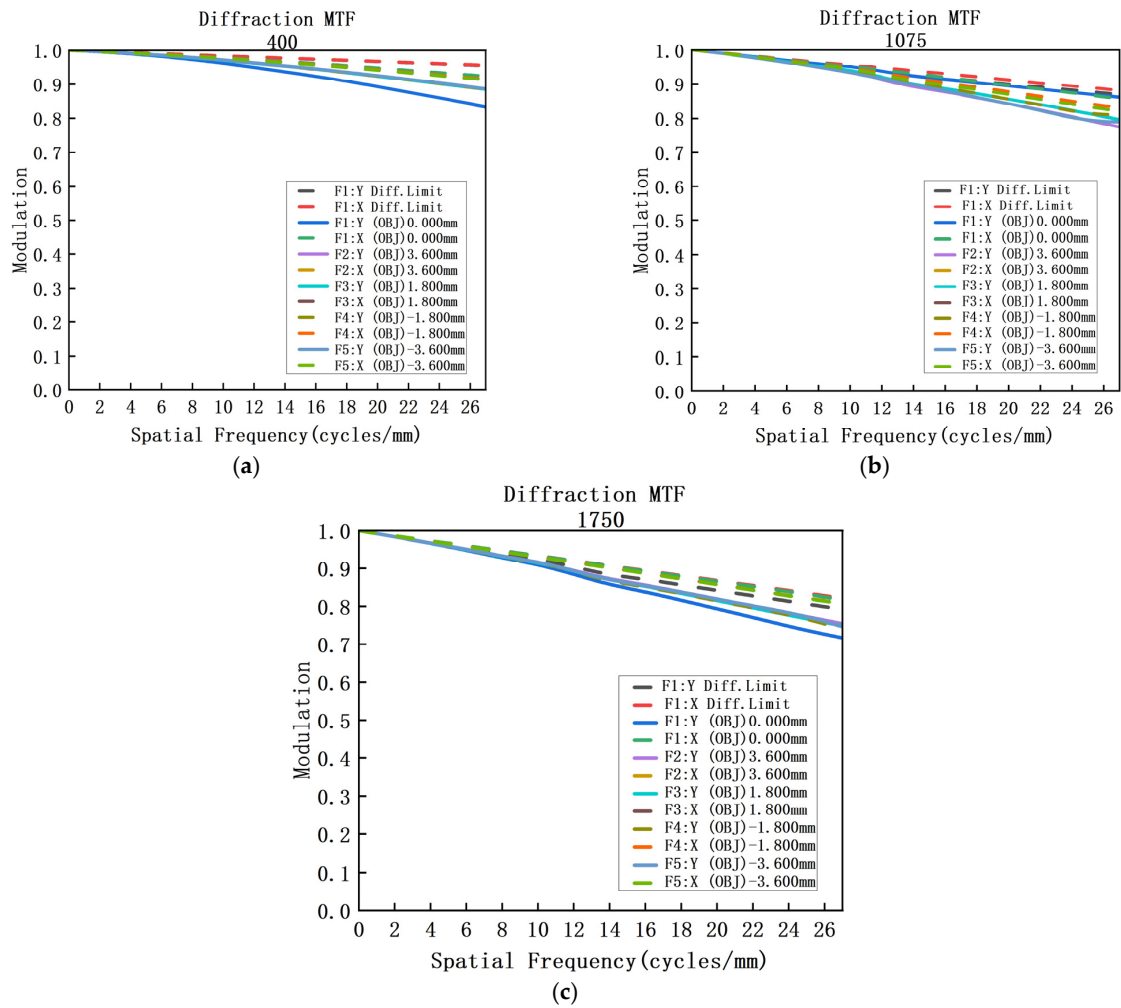 Diffraction MTF
400
1.0
0.9
0.8
0.7
0.6
0.5
0.4
0.3
0.2
0.1
0.0
Modulation
F1:Y Diff.Limit
F1:X Diff.Limit
F1:Y (OBJ)0.000mm
F1:X (OBJ)0.000mm
F2:Y (OBJ)3.600mm
F2:X (OBJ)3.600mm
F3:Y (OBJ)1.800mm
F3:X (OBJ)1.800mm
F4:Y (OBJ)-1.800mm
F4:X (OBJ)-1.800mm
F5:Y (OBJ)-3.600mm
F5:X (OBJ)-3.600mm
0 2 4 6 8 10 12 14 16 18 20 22 24 26
Spatial Frequency(cycles/mm)
(a)
Diffraction MTF
1075
1.0
0.9
0.8
0.7
0.6
0.5
0.4
0.3
0.2
0.1
0.0
Modulation
F1:Y Diff.Limit
F1:X Diff.Limit
F1:Y (OBJ)0.000mm
F1:X (OBJ)0.000mm
F2:Y (OBJ)3.600mm
F2:X (OBJ)3.600mm
F3:Y (OBJ)1.800mm
F3:X (OBJ)1.800mm
F4:Y (OBJ)-1.800mm
F4:X (OBJ)-1.800mm
F5:Y (OBJ)-3.600mm
F5:X (OBJ)-3.600mm
0 2 4 6 8 10 12 14 16 18 20 22 24 26
Spatial Frequency(cycles/mm)
(b)
Diffraction MTF
1750
1.0
0.9
0.8
0.7
0.6
0.5
0.4
0.3
0.2
0.1
0.0
Modulation
F1:Y Diff.Limit
F1:X Diff.Limit
F1:Y (OBJ)0.000mm
F1:X (OBJ)0.000mm
F2:Y (OBJ)3.600mm
F2:X (OBJ)3.600mm
F3:Y (OBJ)1.800mm
F3:X (OBJ)1.800mm
F4:Y (OBJ)-1.800mm
F4:X (OBJ)-1.800mm
F5:Y (OBJ)-3.600mm
F5:X (OBJ)-3.600mm
0 2 4 6 8 10 12 14 16 18 20 22 24 26
Spatial Frequency(cycles/mm)
(c)